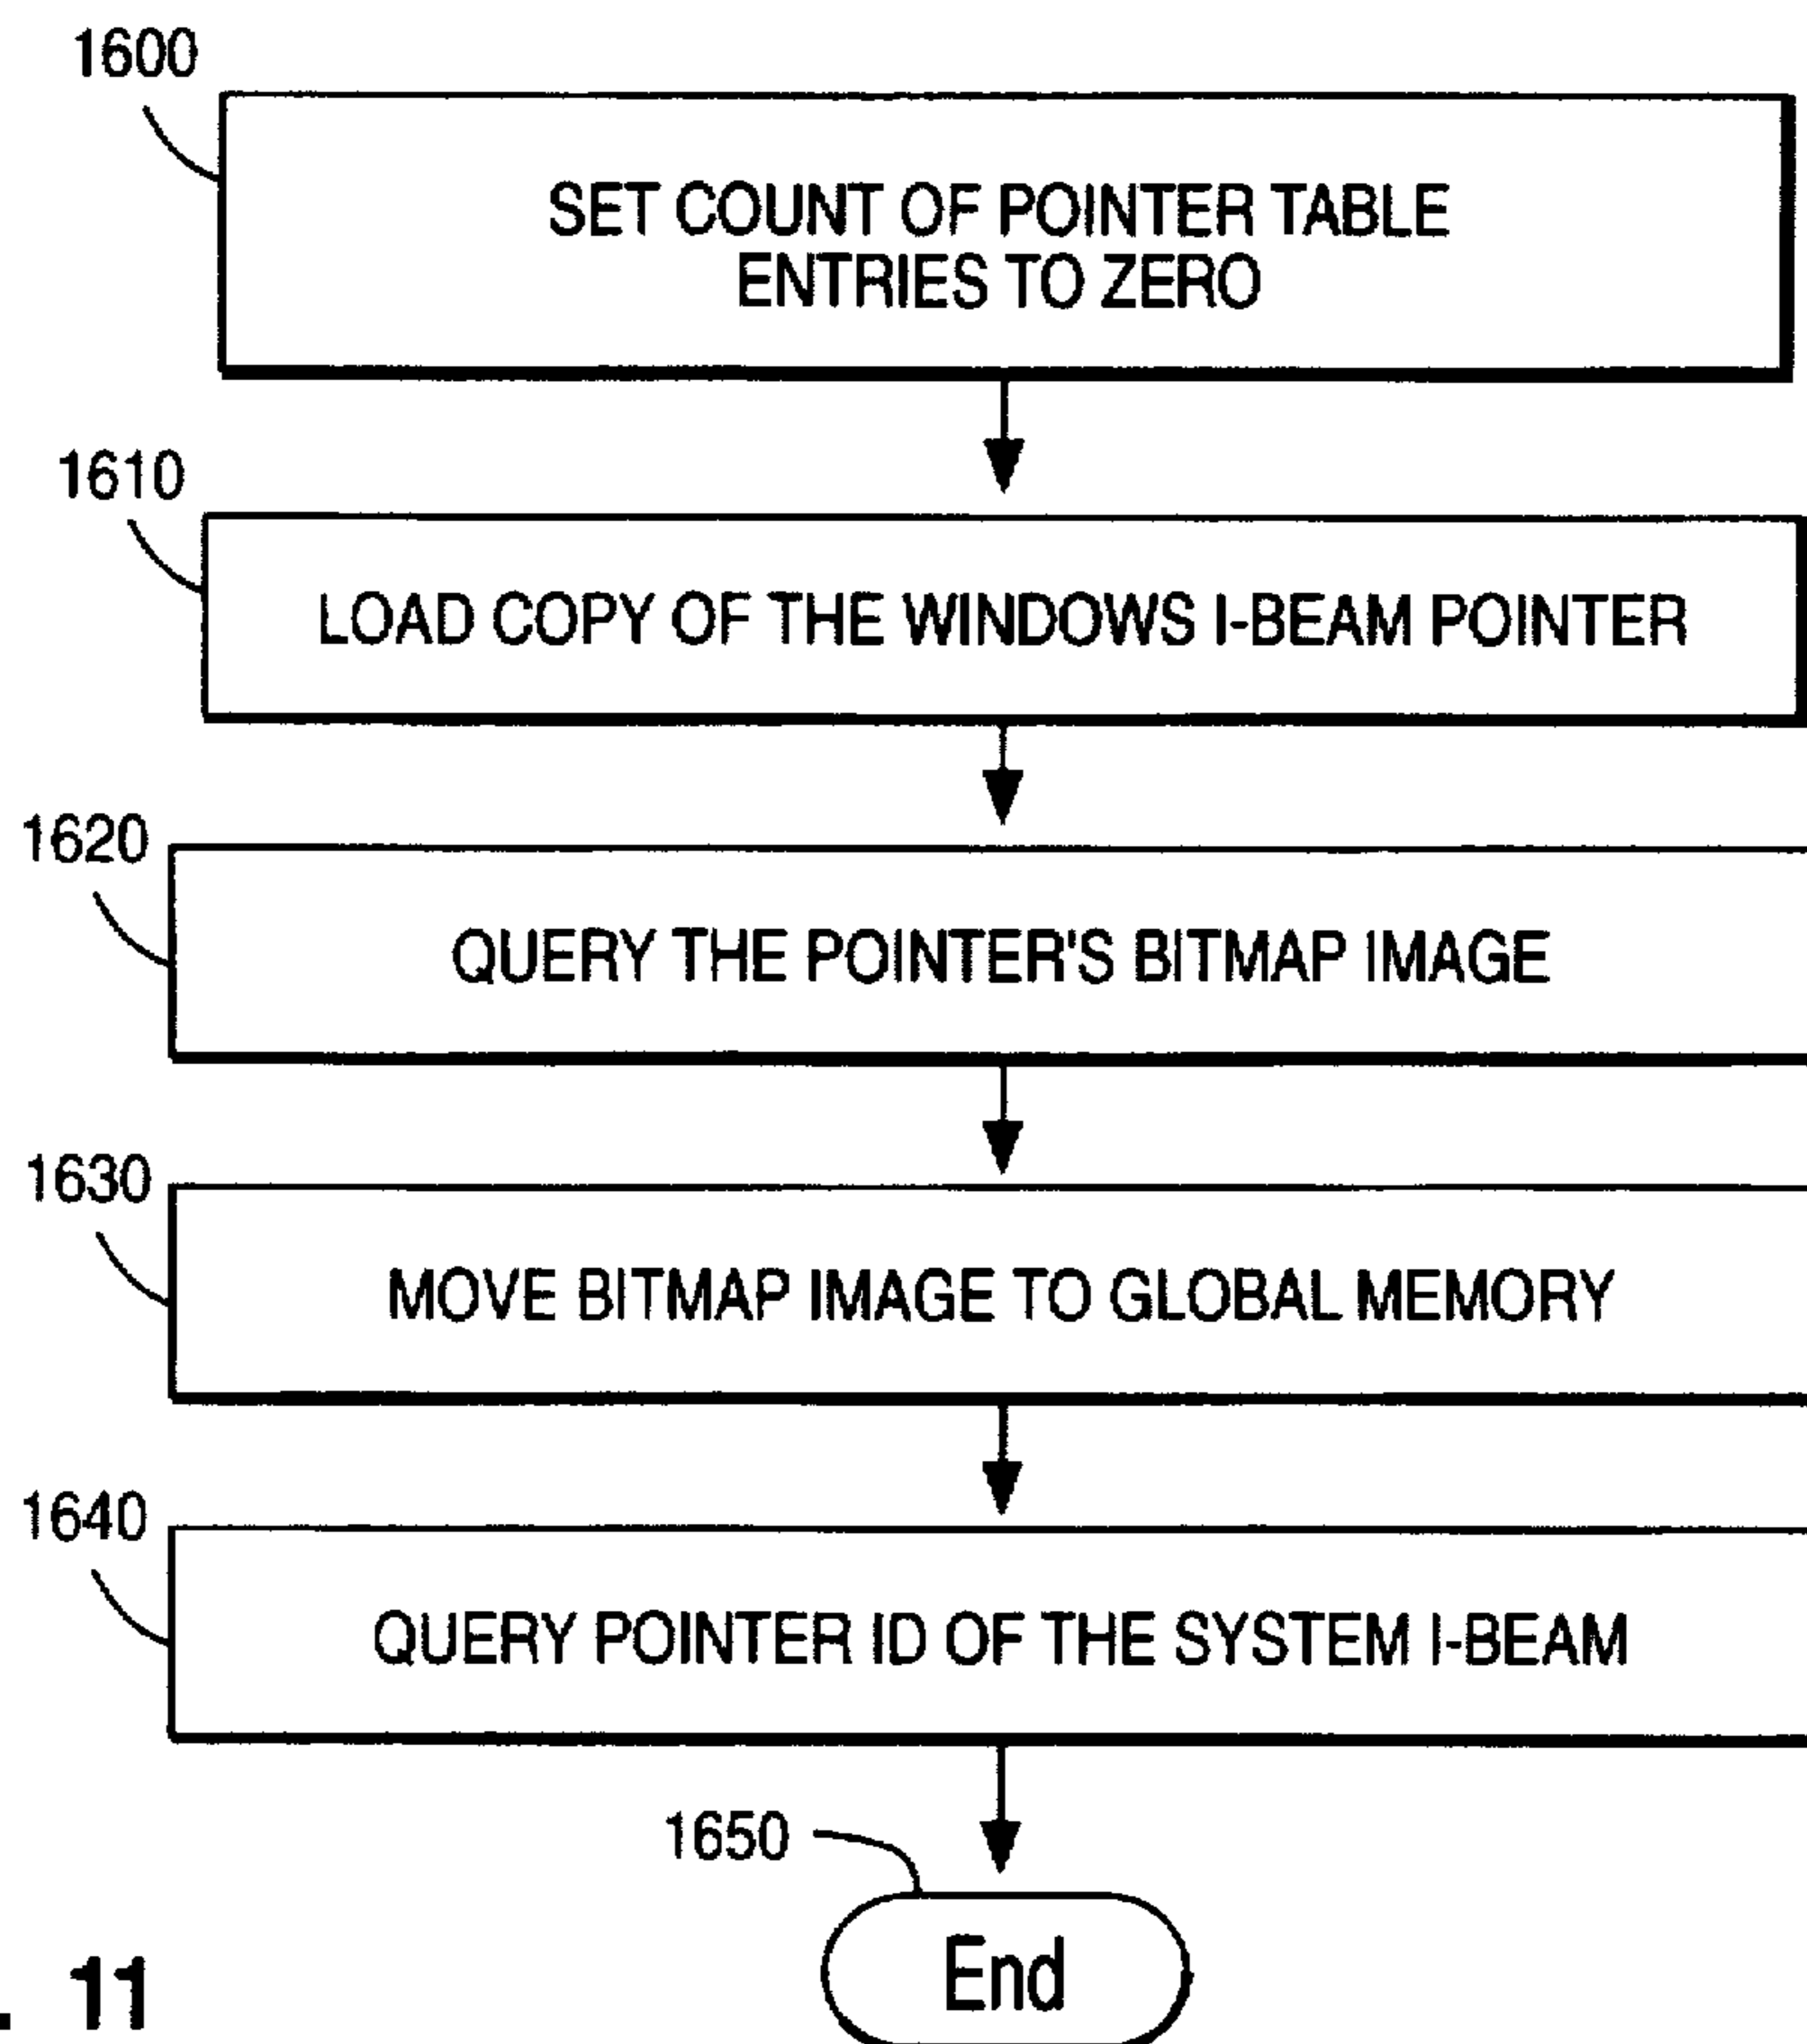 1600
SET COUNT OF POINTER TABLE
ENTRIES TO ZERO
1610
LOAD COPY OF THE WINDOWS I-BEAM POINTER
1620
QUERY THE POINTER'S BITMAP IMAGE
1630
MOVE BITMAP IMAGE TO GLOBAL MEMORY
1640
QUERY POINTER ID OF THE SYSTEM I-BEAM
1650
End
. 11